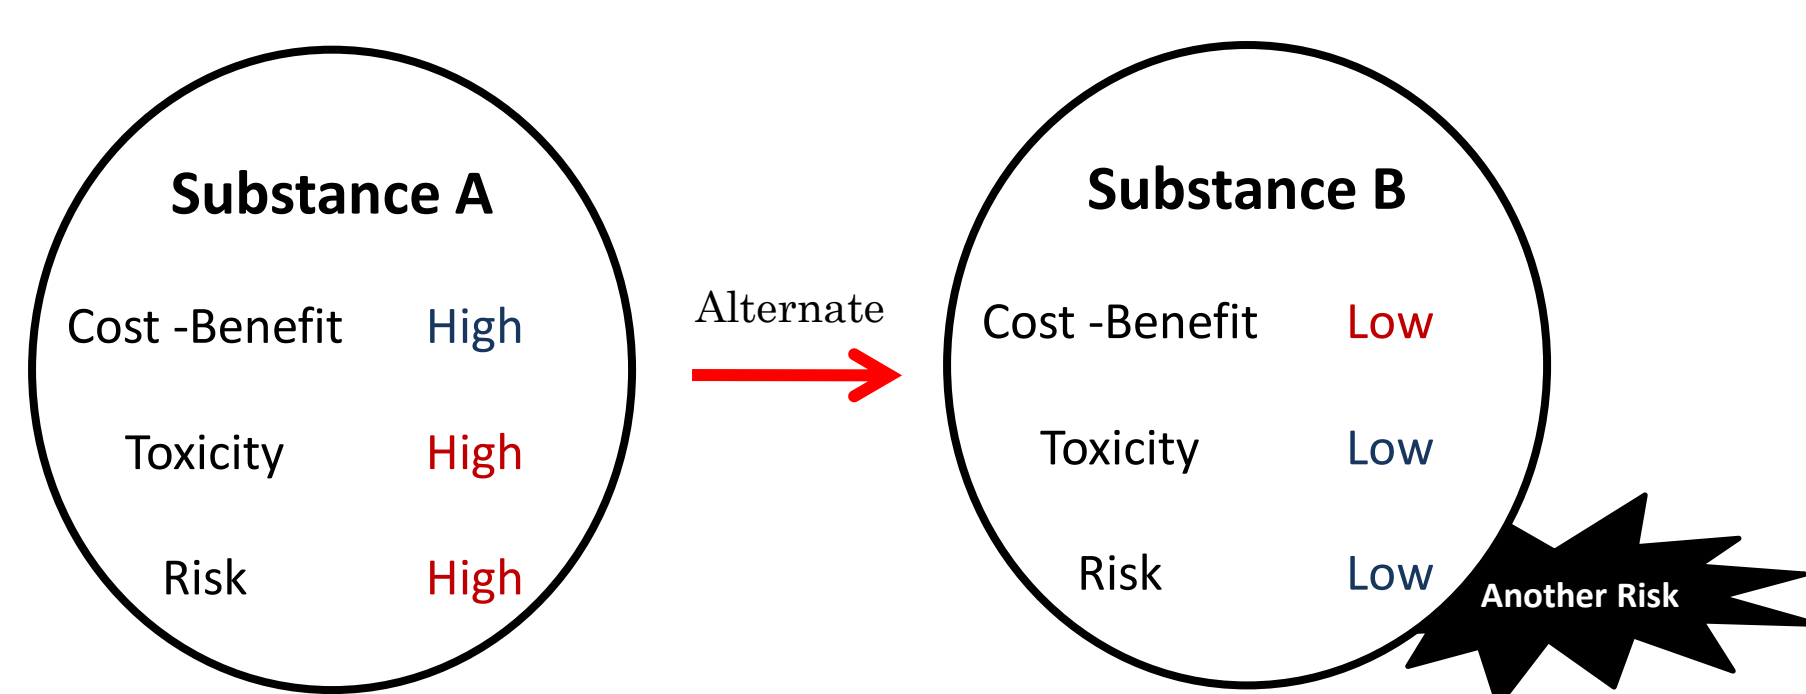 Substance A
Cost -Benefit High
Toxicity High
Risk High
Alternate
Substance B
Cost -Benefit Low
Toxicity Low
Risk Low
Another Risk